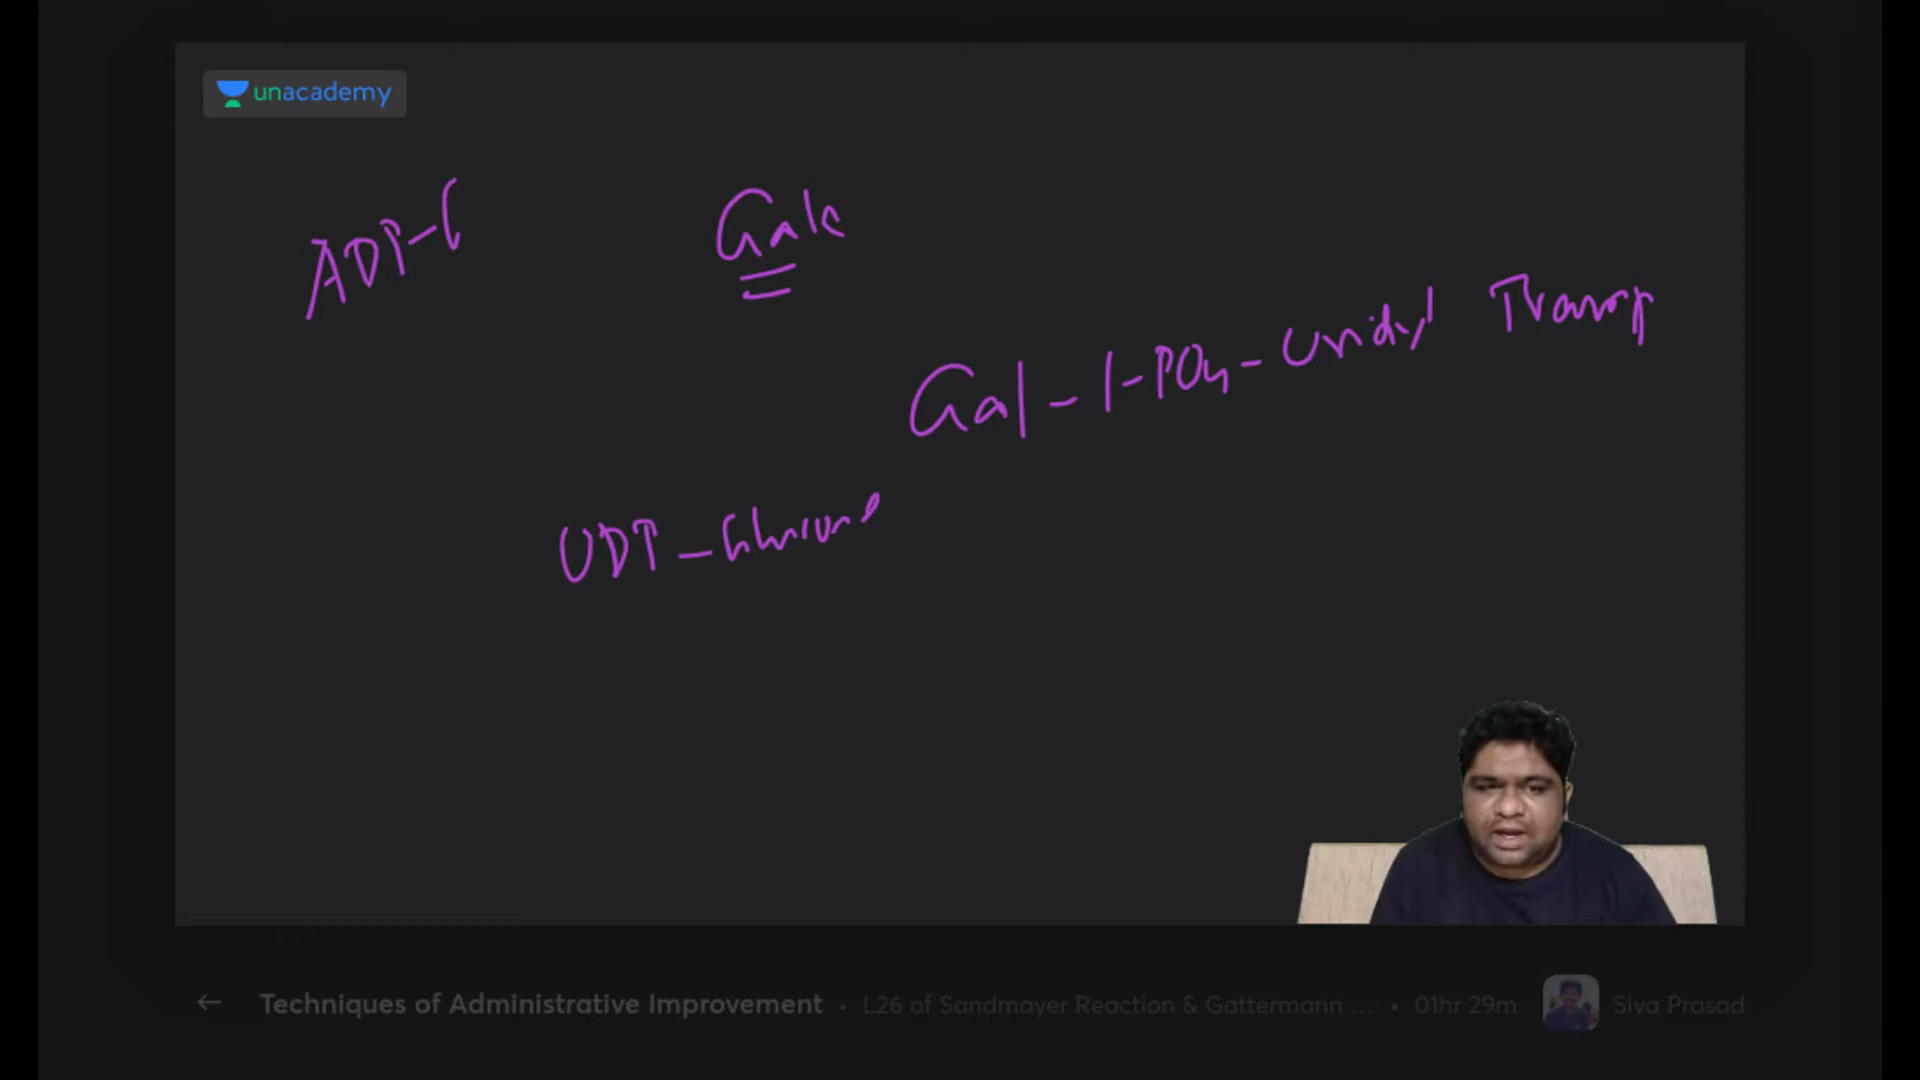 unacademy
ADP-G
Gal
Gal-1-PO4-Uridyl Transf
UDP-Glucose
← Techniques of Administrative Improvement • L26 of Sandmayer Reaction & Gattermann ... • 01hr 29m Siva Prasad